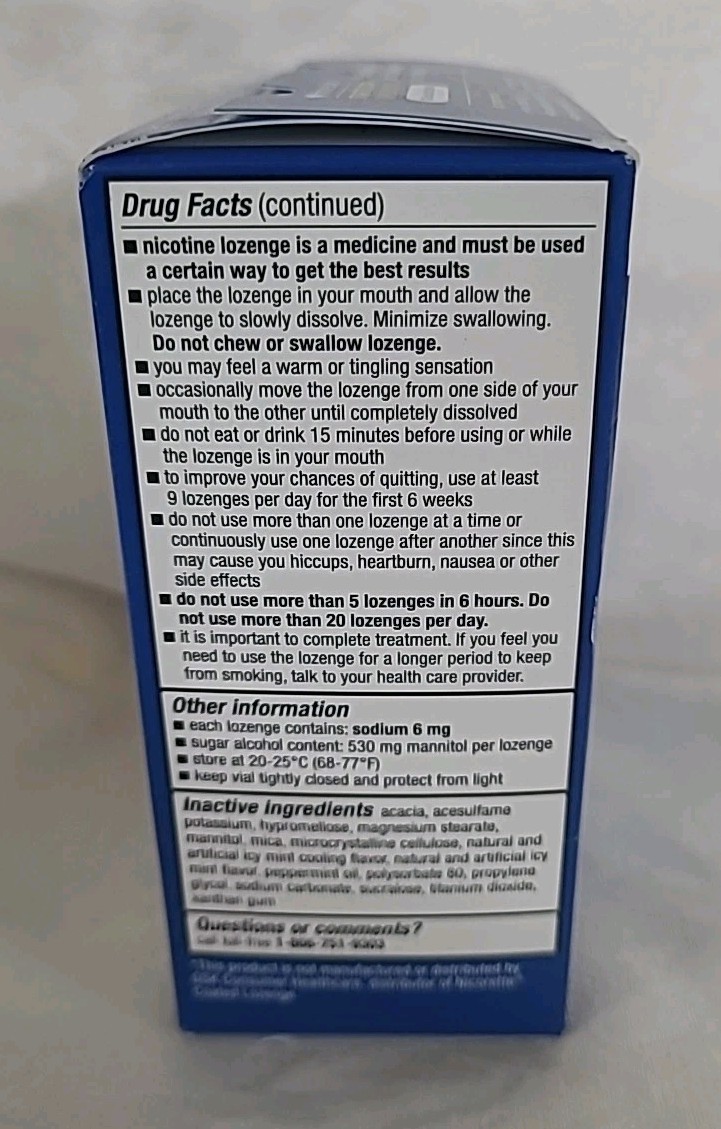 Drug Facts (continued)
■ nicotine lozenge is a medicine and must be used
a certain way to get the best results
■ place the lozenge in your mouth and allow the
lozenge to slowly dissolve. Minimize swallowing.
Do not chew or swallow lozenge.
■ you may feel a warm or tingling sensation
■ occasionally move the lozenge from one side of your
mouth to the other until completely dissolved
■ do not eat or drink 15 minutes before using or while
the lozenge is in your mouth
■ to improve your chances of quitting, use at least
9 lozenges per day for the first 6 weeks
■ do not use more than one lozenge at a time or
continuously use one lozenge after another since this
may cause you hiccups, heartburn, nausea or other
side effects
■ do not use more than 5 lozenges in 6 hours. Do
not use more than 20 lozenges per day.
■ it is important to complete treatment. If you feel you
need to use the lozenge for a longer period to keep
from smoking, talk to your health care provider.
Other information
■ each lozenge contains: sodium 6 mg
■ sugar alcohol content: 530 mg mannitol per lozenge
■ store at 20-25°C (68-77°F)
■ keep vial tightly closed and protect from light
Inactive ingredients acacia, acesulfame
potassium, hypromellose, magnesium stearate,
mannitol, mica, microcrystalline cellulose, natural and
artificial icy mint cooling flavor, natural and artificial icy
mint flavor, peppermint oil, polysorbate 80, propylene
glycol, sodium carbonate, sucralose, titanium dioxide,
xanthan gum
Questions or comments?
*This product is not manufactured or distributed by